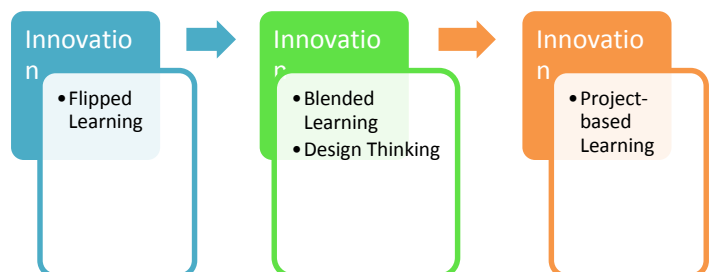 Innovatio
n
• Flipped
Learning
Innovatio
n
• Blended
Learning
• Design Thinking
Innovatio
n
• Project-
based
Learning